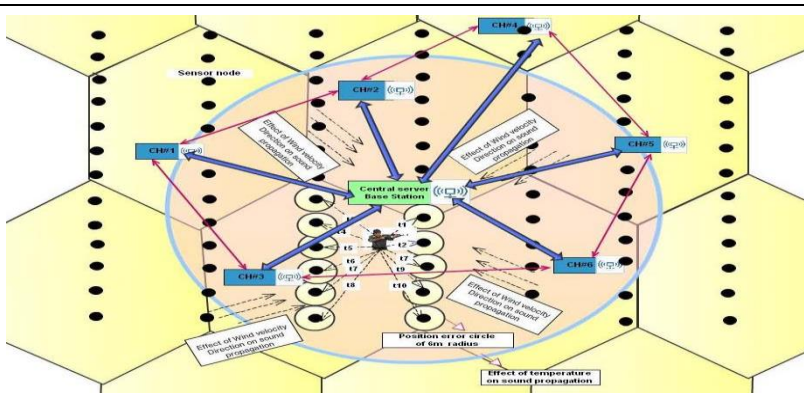 CH#4
Sensor node
CH#2
CH#1
CH#5
Effect of Wind velocity
Direction on sound
propagation
Effect of Wind velocity
Direction on sound
propagation
Central server
Base Station
t1
t4
t2
t5
t6
t7
t7
t9
t8
t10
CH#3
CH#6
Effect of Wind velocity
Direction on sound
propagation
Effect of Wind velocity
Direction on sound
propagation
Position error circle
of 6m radius
Effect of temperature
on sound propagation